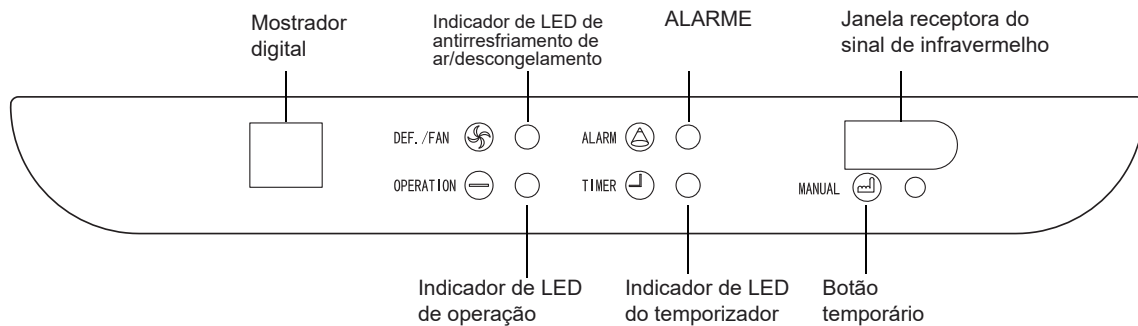 Mostrador
digital
Indicador de LED de
antirresfriamento de
ar/descongelamento
ALARME
Janela receptora do
sinal de infravermelho
DEF./FAN
ALARM
OPERATION
TIMER
MANUAL
Indicador de LED
de operação
Indicador de LED
do temporizador
Botão
temporário